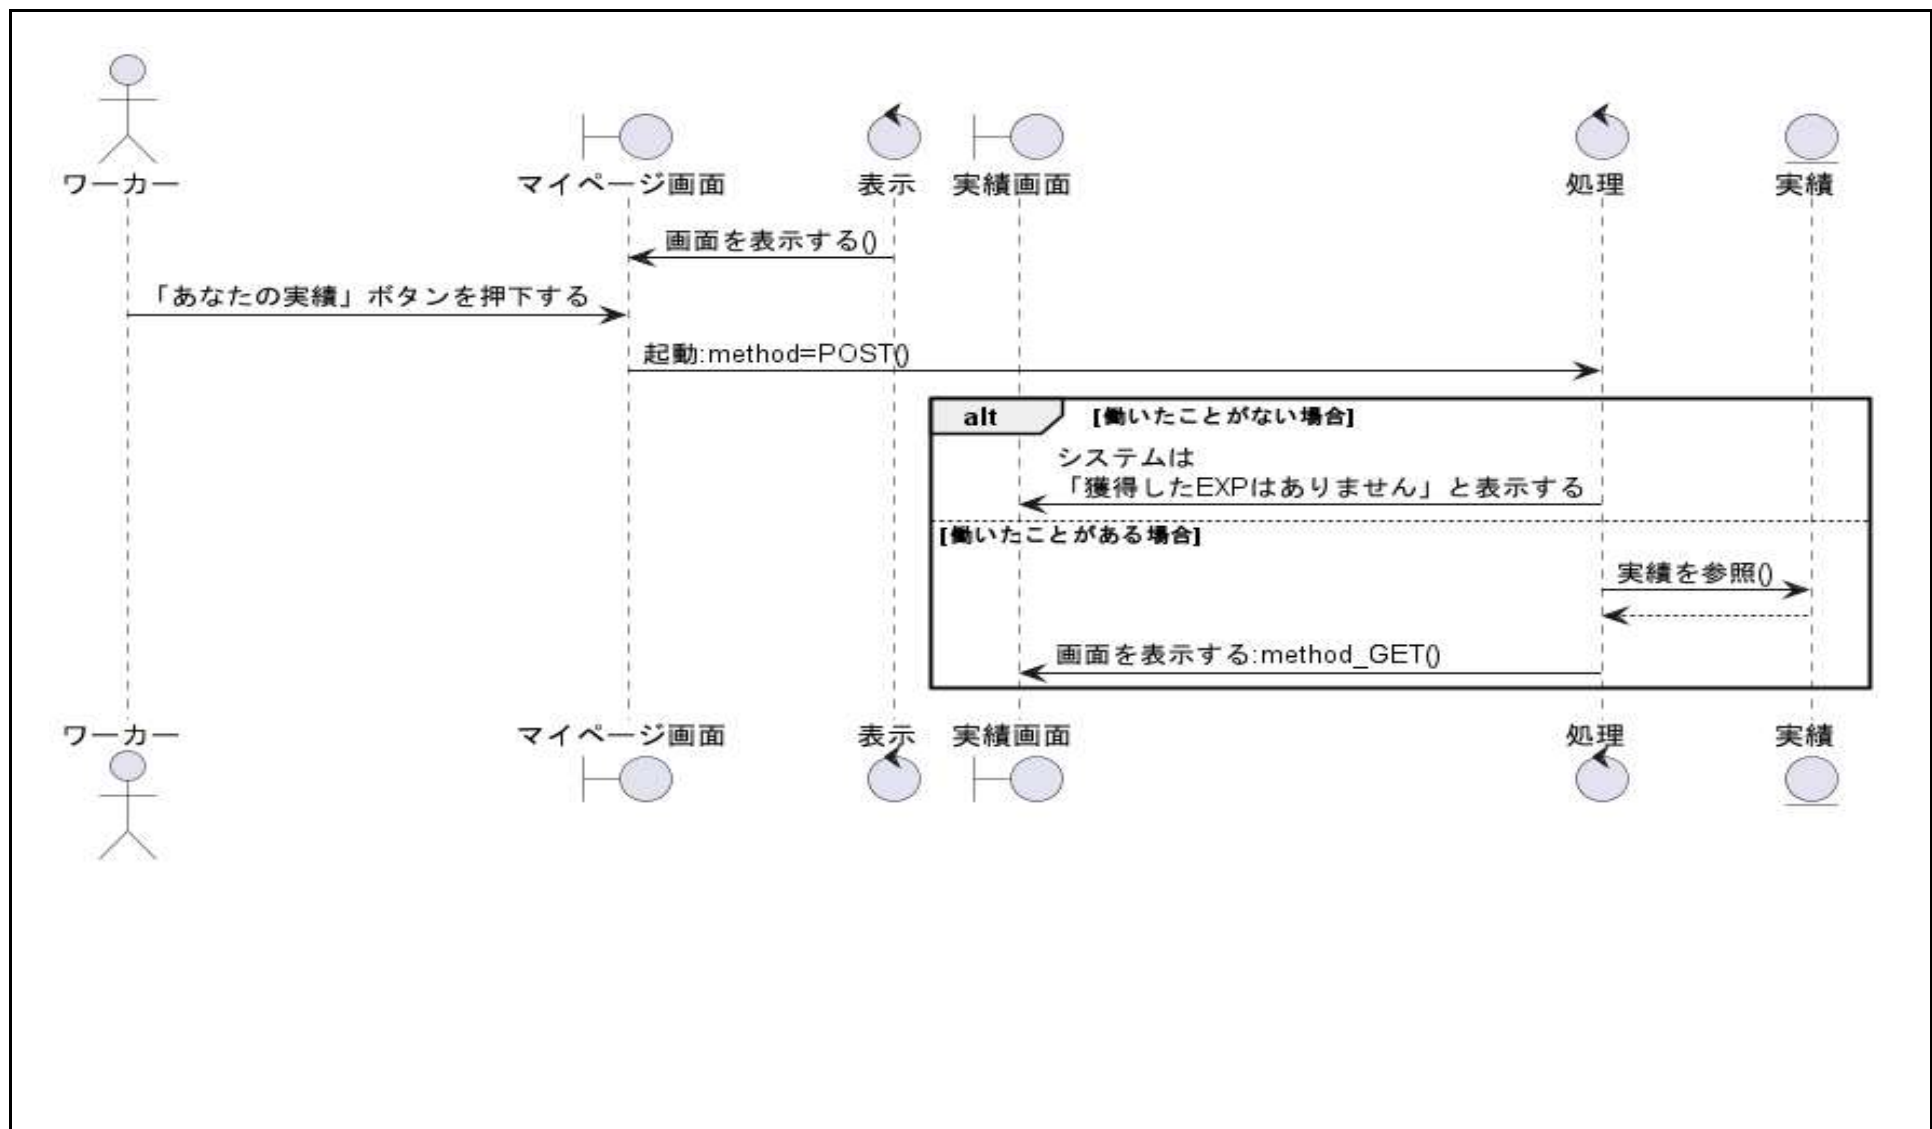 ワーカー
マイページ画面
表示
実績画面
処理
実績
画面を表示する()
「あなたの実績」ボタンを押下する
起動:method=POST()
alt
[働いたことがない場合]
システムは
「獲得したEXPはありません」と表示する
[働いたことがある場合]
実績を参照()
画面を表示する:method_GET()
ワーカー
マイページ画面
表示
実績画面
処理
実績